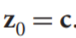 z₀ = c.